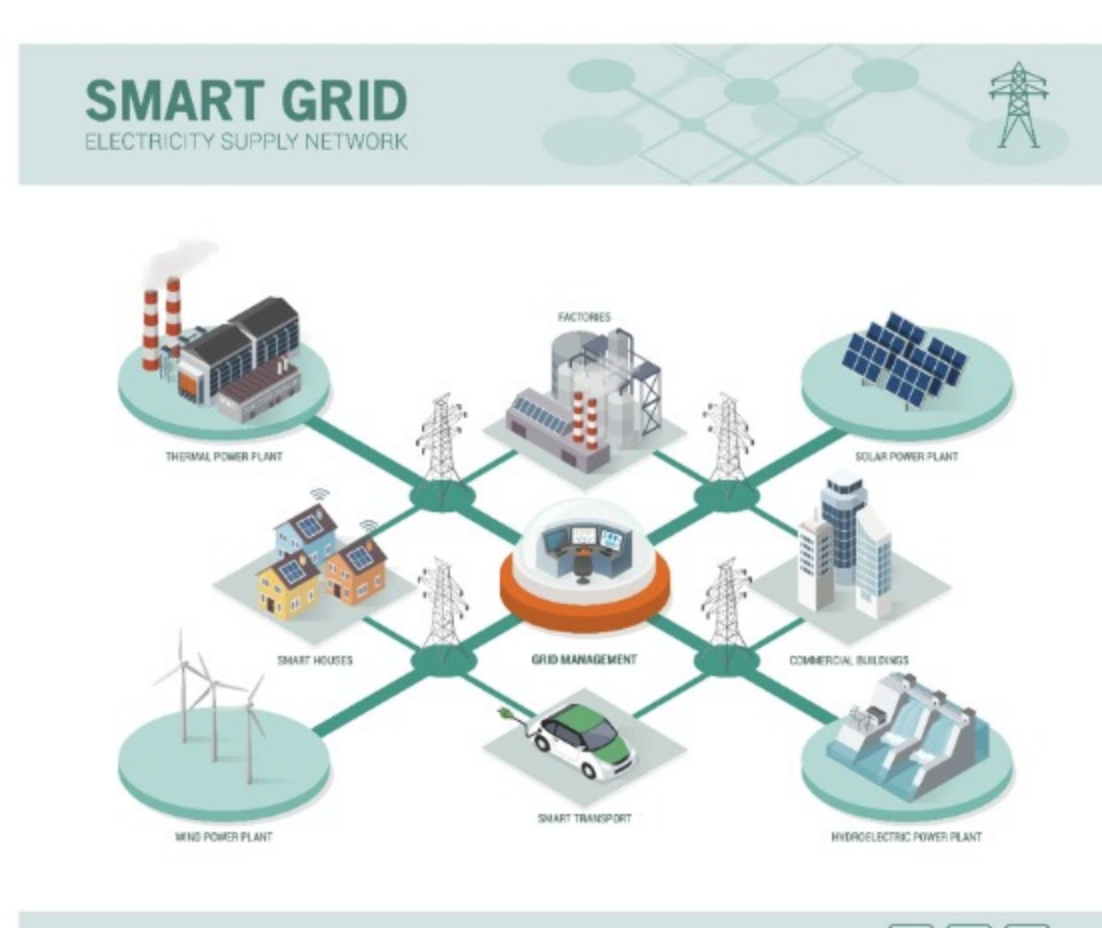 SMART GRID
ELECTRICITY SUPPLY NETWORK
FACTORIES
THERMAL POWER PLANT
SOLAR POWER PLANT
SMART HOUSES
GRID MANAGEMENT
COMMERCIAL BUILDINGS
SMART TRANSPORT
WIND POWER PLANT
HYDROELECTRIC POWER PLANT